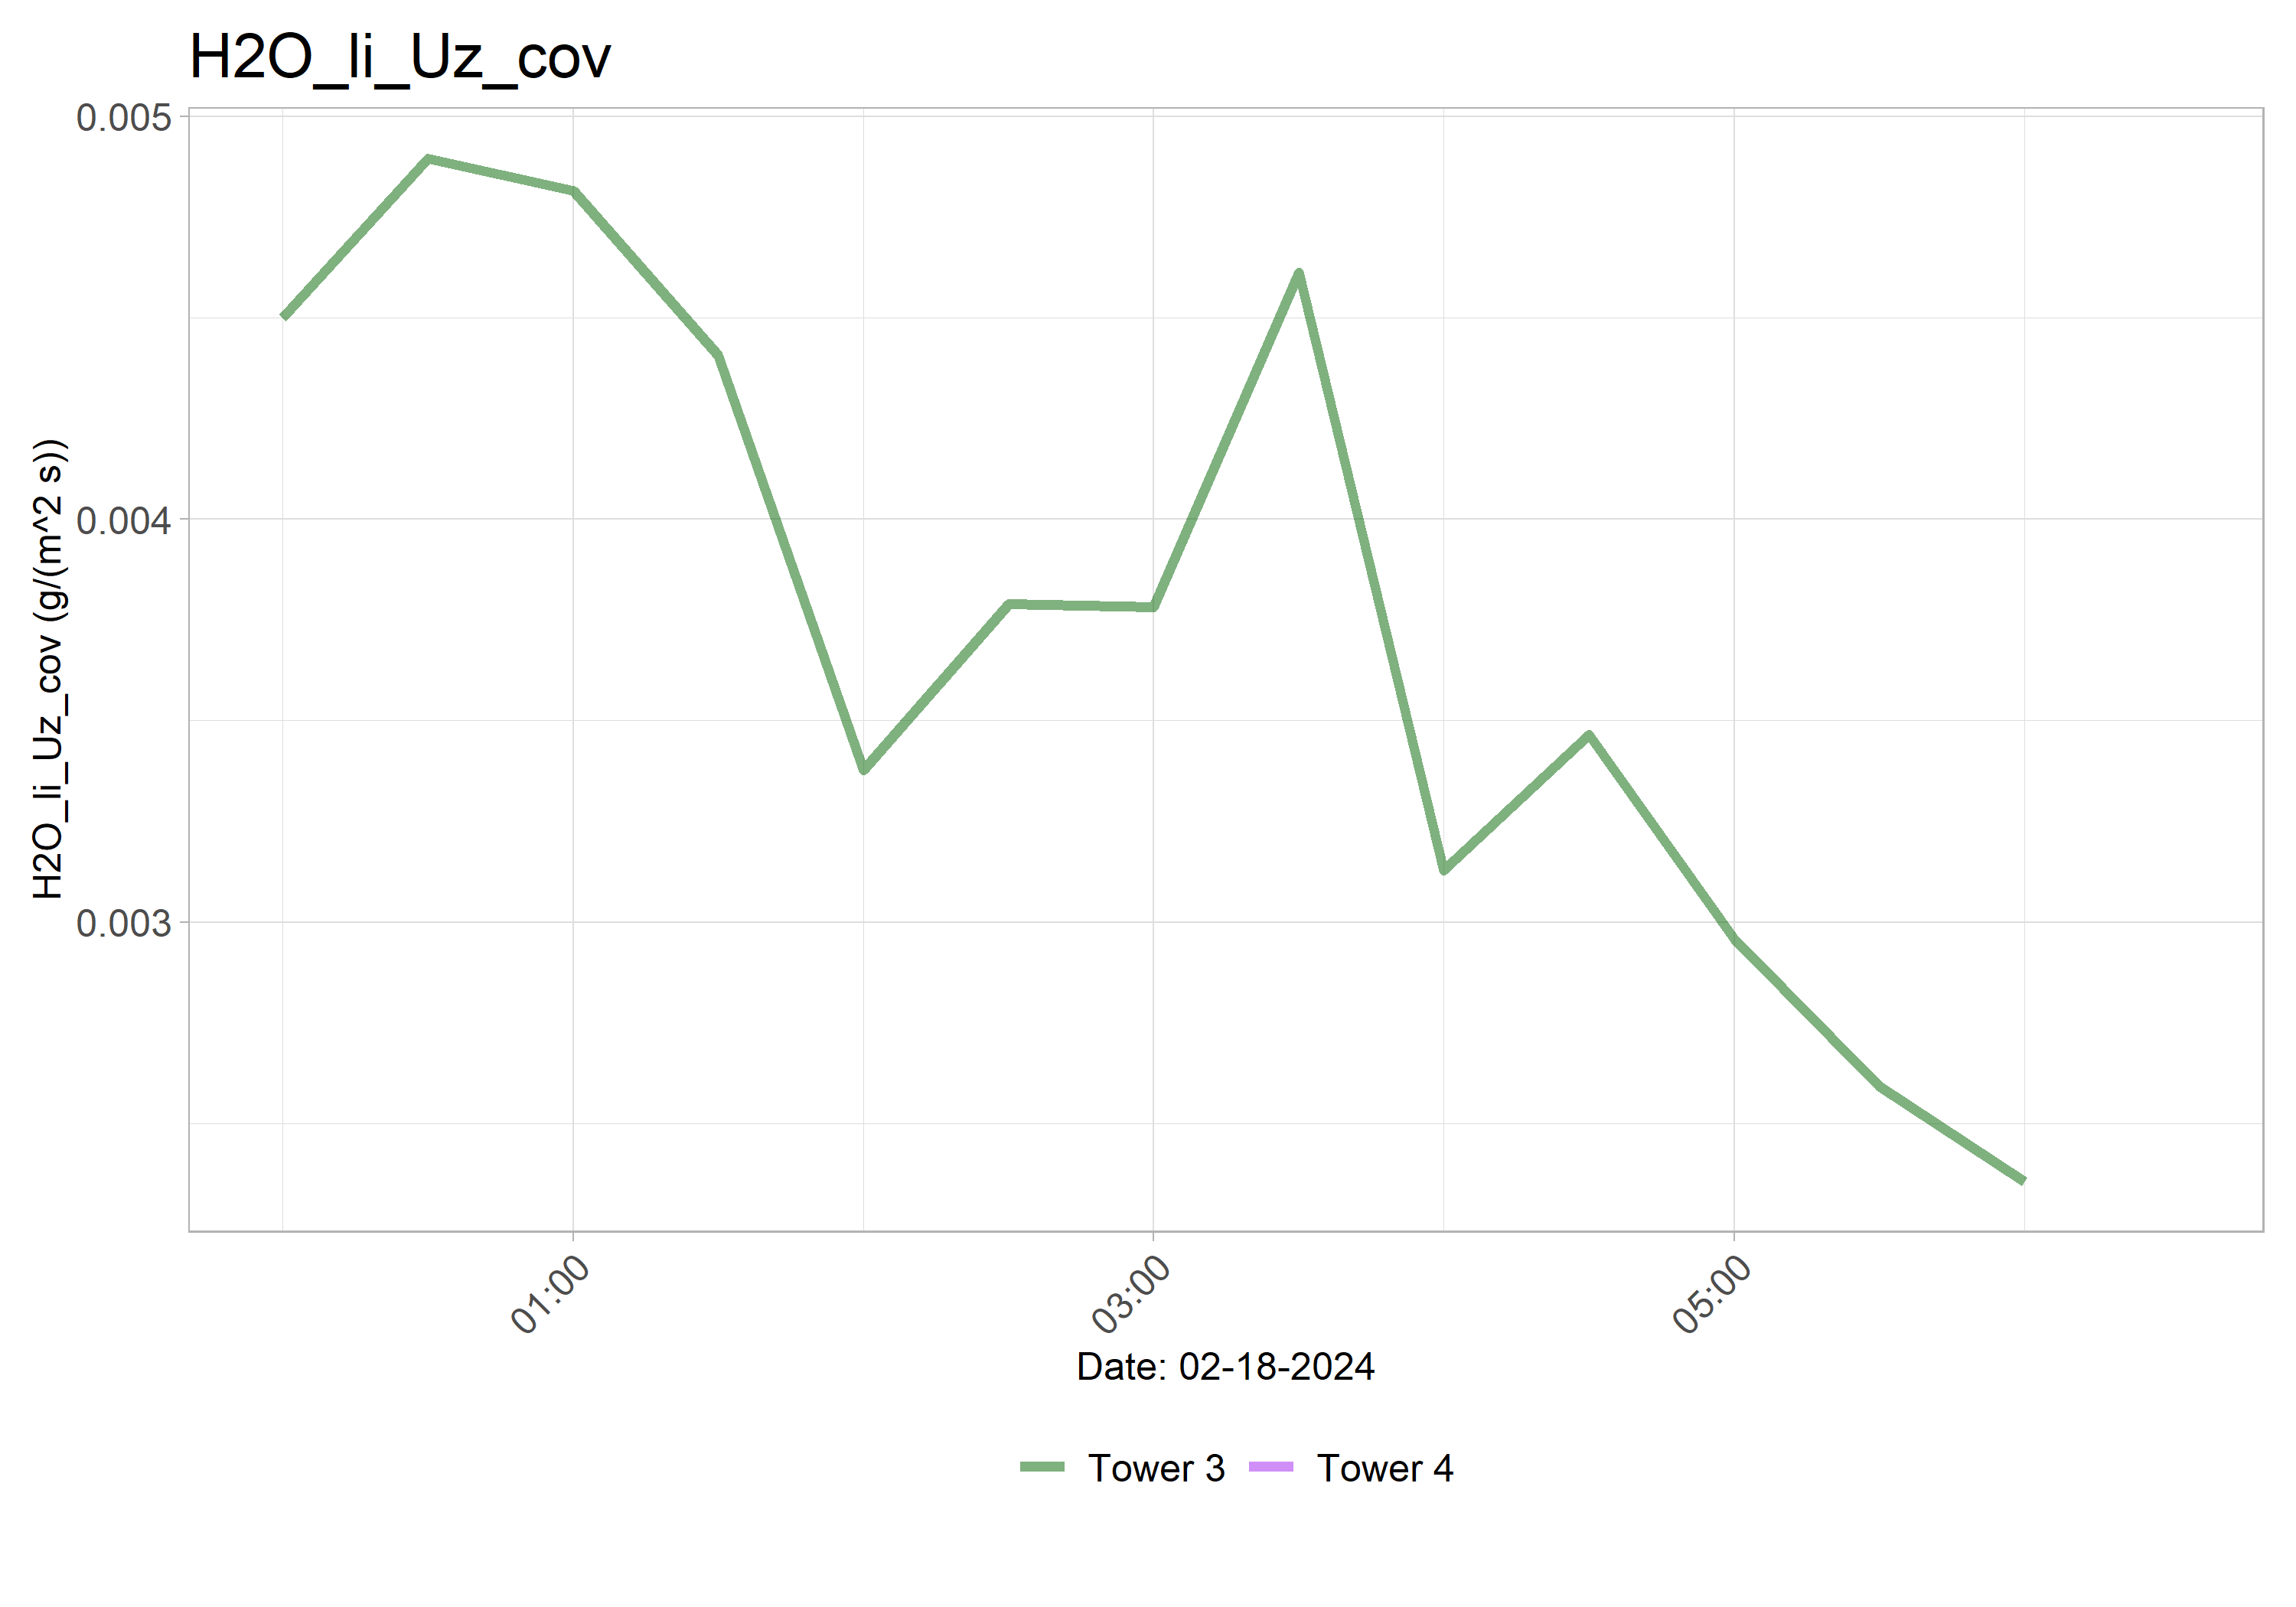 H2O_li_Uz_cov
0.005
0.004
0.003
H2O_li_Uz_cov (g/(m^2 s))
01:00
03:00
05:00
Date: 02-18-2024
Tower 3
Tower 4